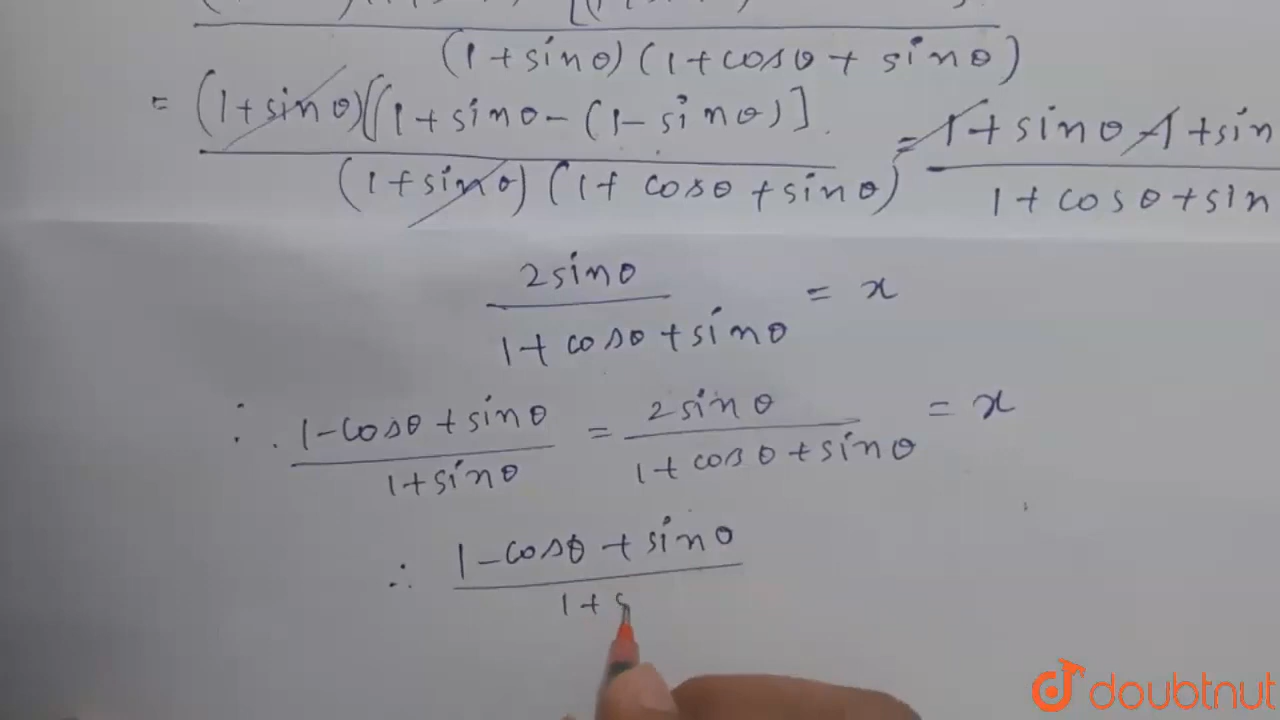 (1+sinθ)(1+cosθ+sinθ)
= (1+sinθ)[(1+sinθ-(1-sinθ)]
(1+sinθ)(1+cosθ+sinθ)
= 1+sinθ-1+sin
1+cosθ+sin
2sinθ
1+cosθ+sinθ = x
∴ 1-cosθ+sinθ
1+sinθ
= 2sinθ
1+cosθ+sinθ = x
∴ 1-cosθ+sinθ
1+s
doubtnut